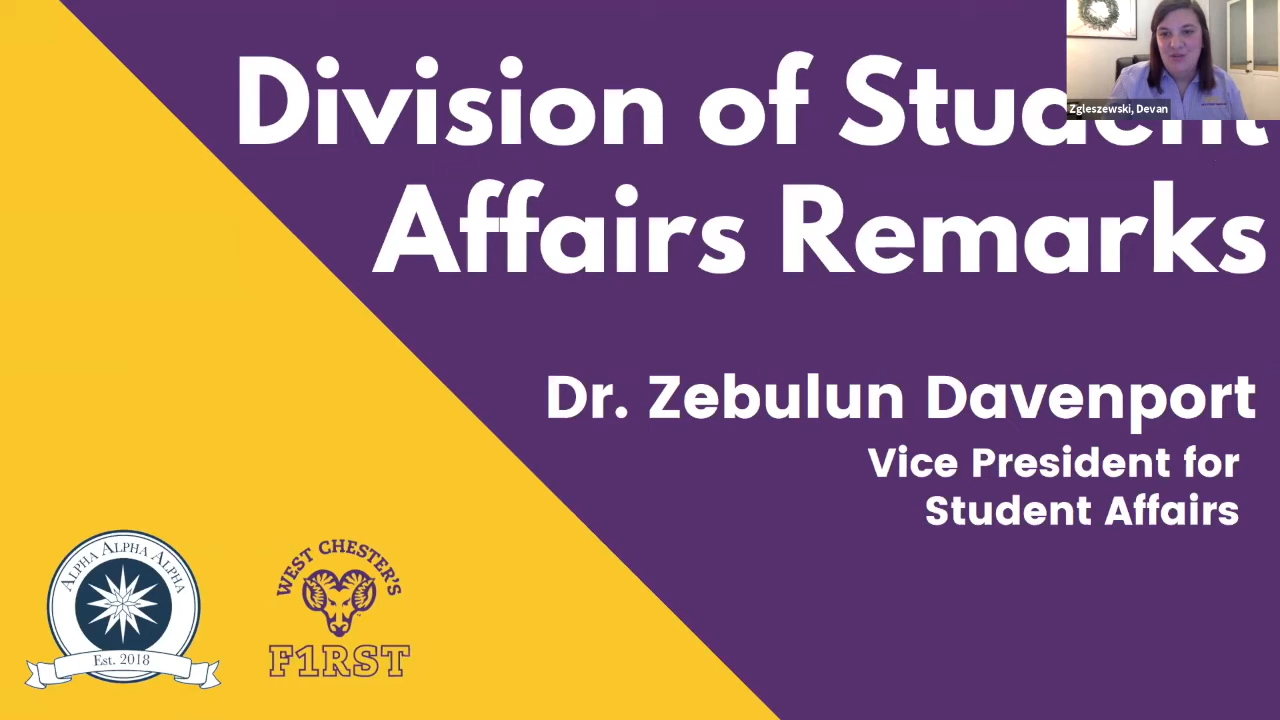 Division of Student
Affairs Remarks
Zgleszewski, Devan
Dr. Zebulun Davenport
Vice President for
Student Affairs
ALPHA ALPHA ALPHA
Est. 2018
WEST CHESTER'S
F1RST